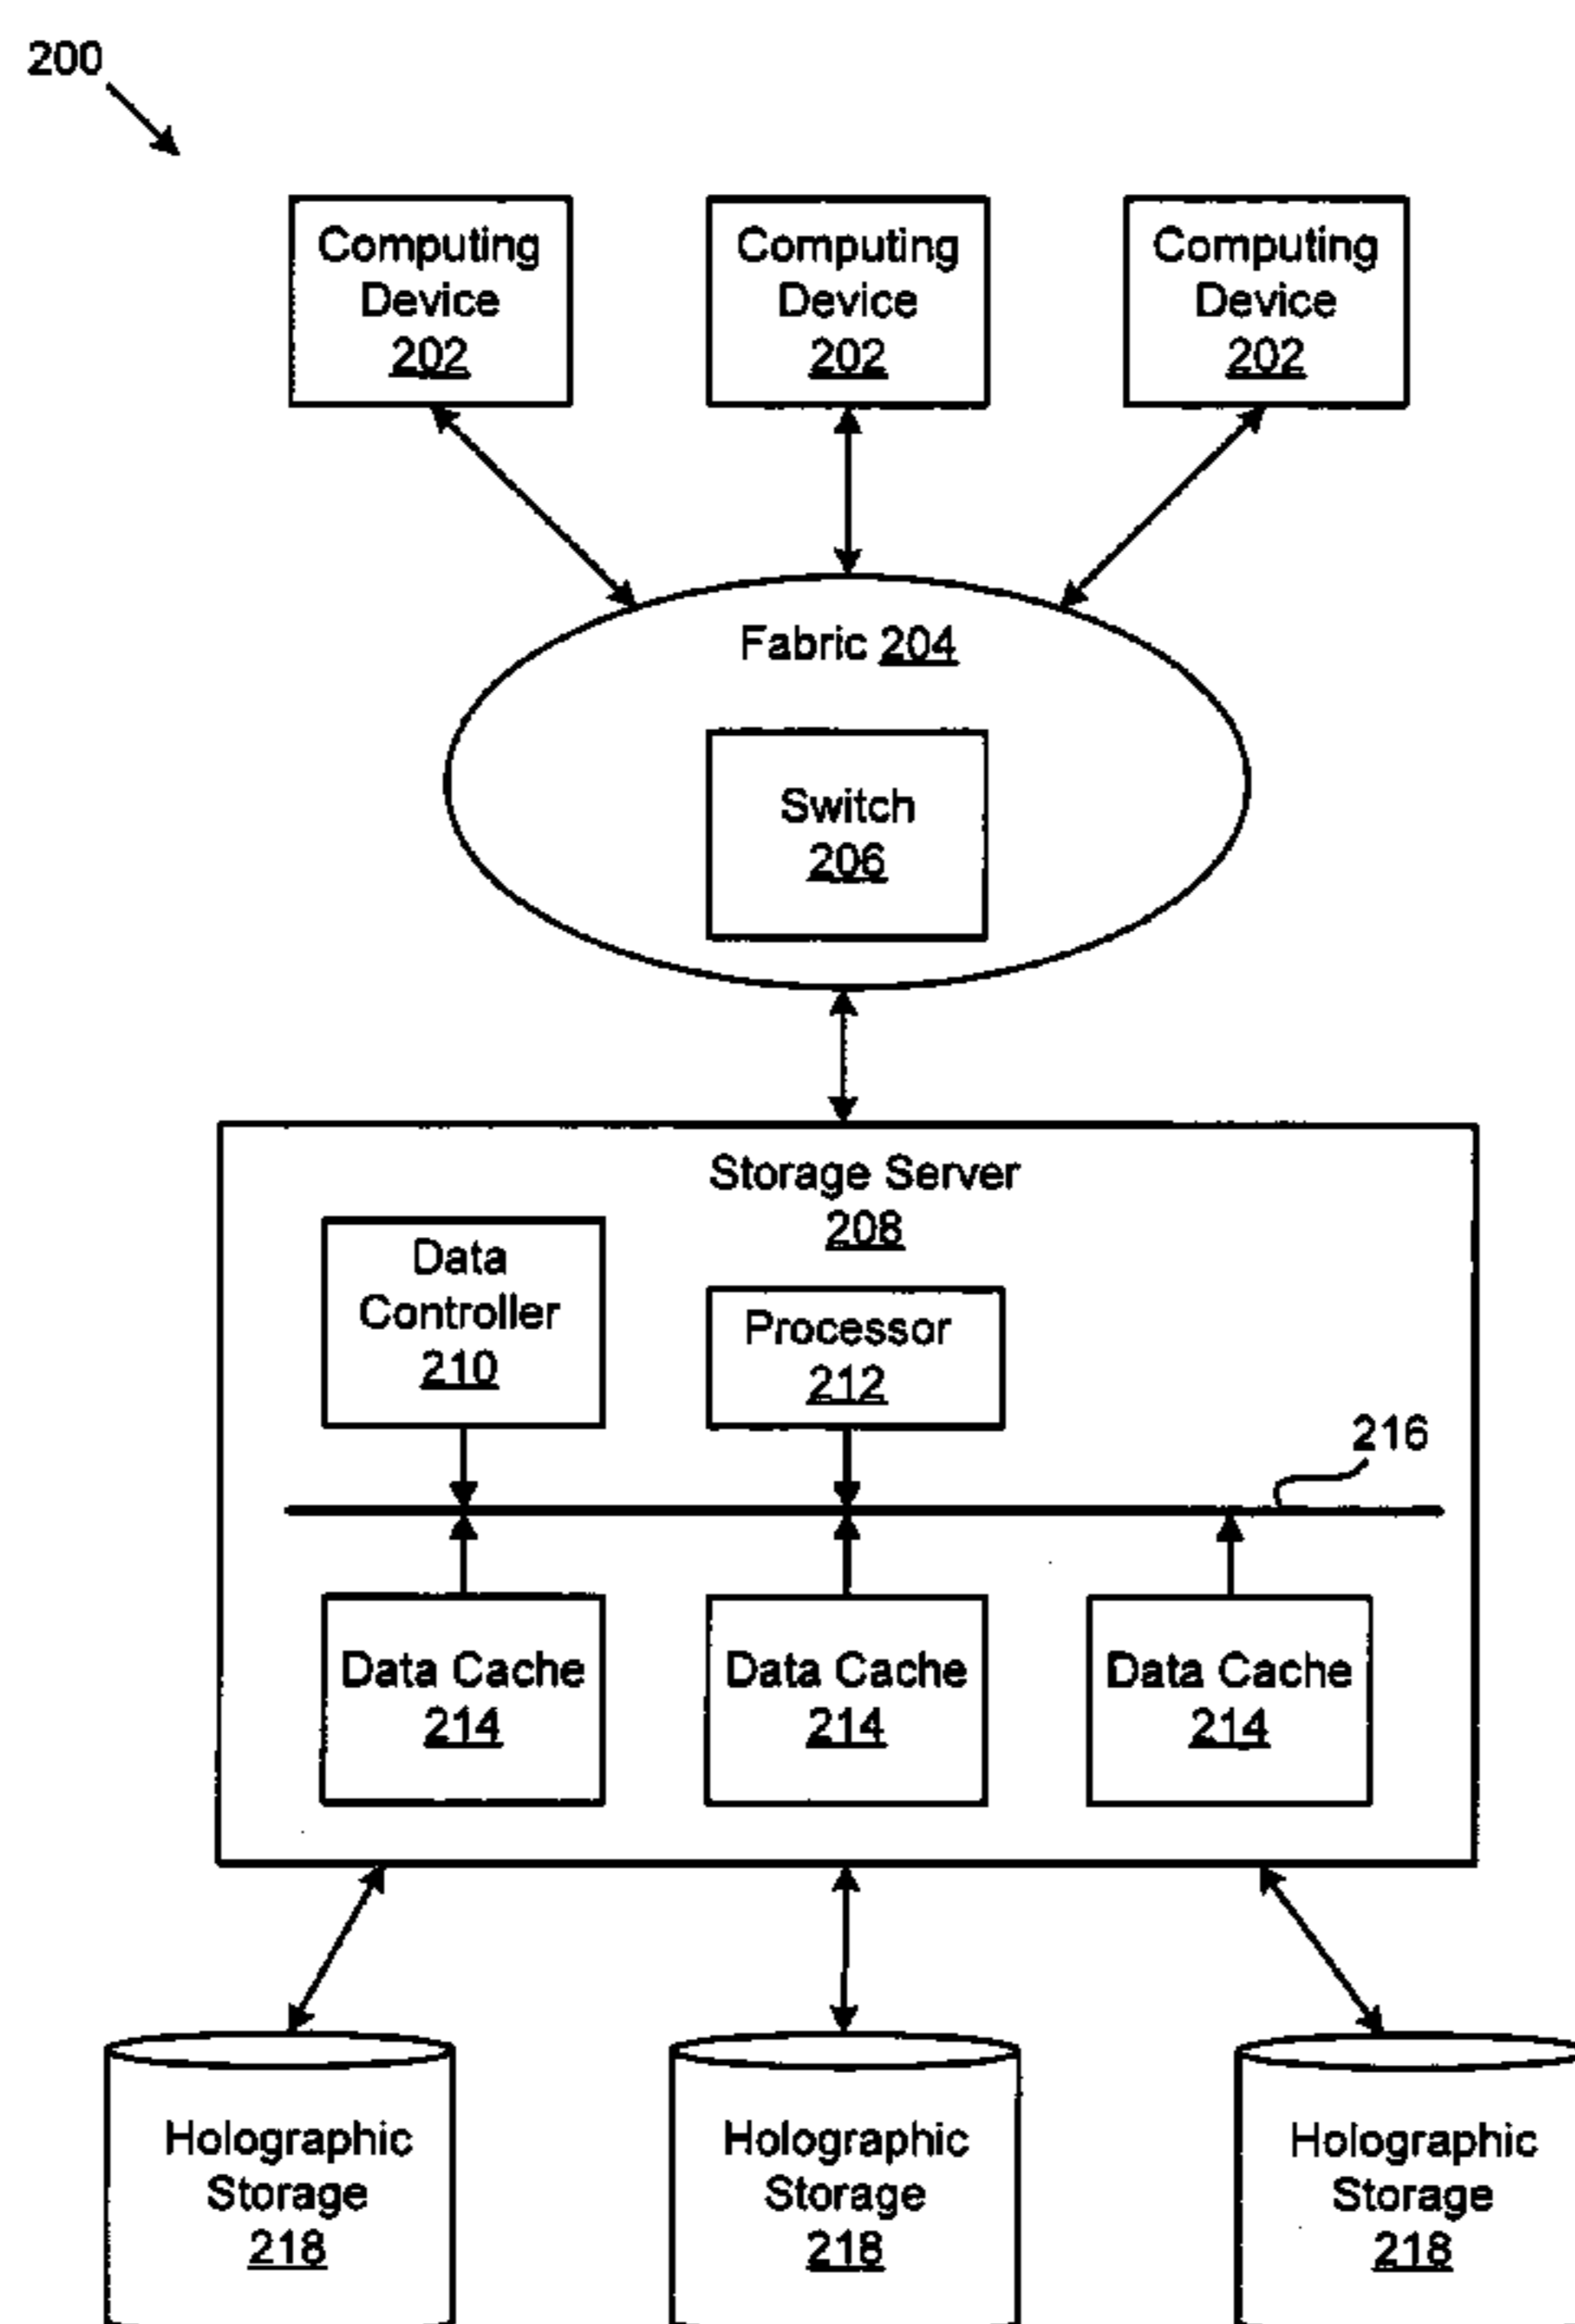 200
Computing
Device
202
Computing
Device
202
Computing
Device
202
Fabric 204
Switch
206
Storage Server
208
Data
Controller
210
Processor
212
216
Data Cache
214
Data Cache
214
Data Cache
214
Holographic
Storage
218
Holographic
Storage
218
Holographic
Storage
218